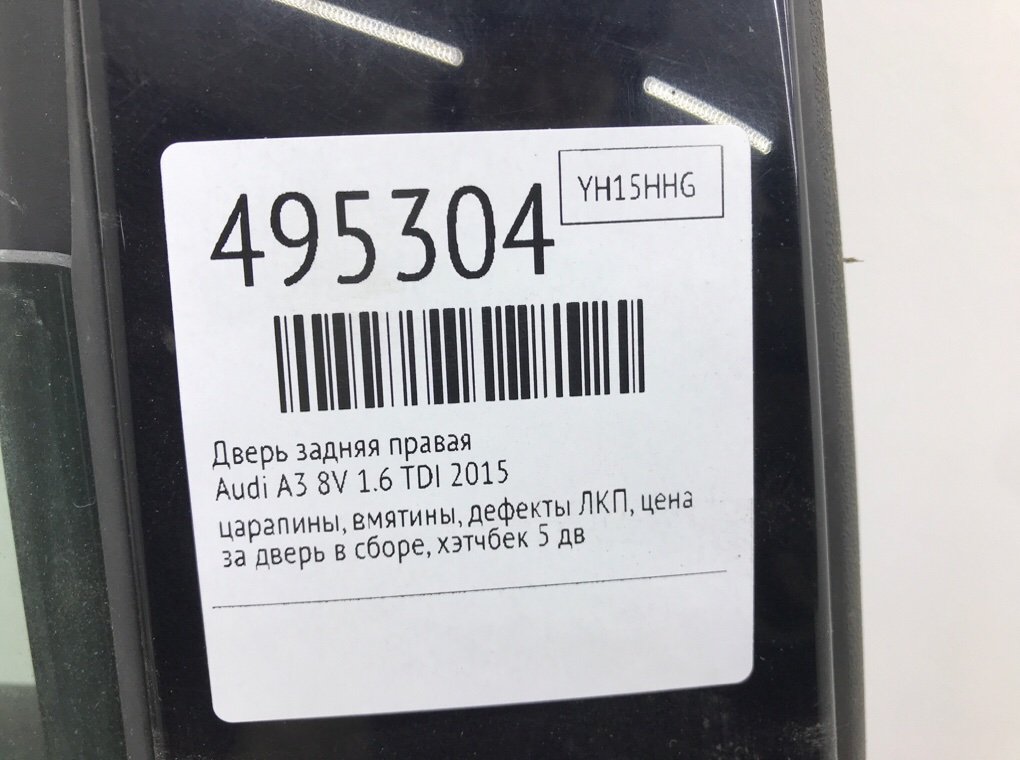 495304
YH15HHG
Дверь задняя правая
Audi A3 8V 1.6 TDI 2015
царапины, вмятины, дефекты ЛКП, цена
за дверь в сборе, хэтчбек 5 дв